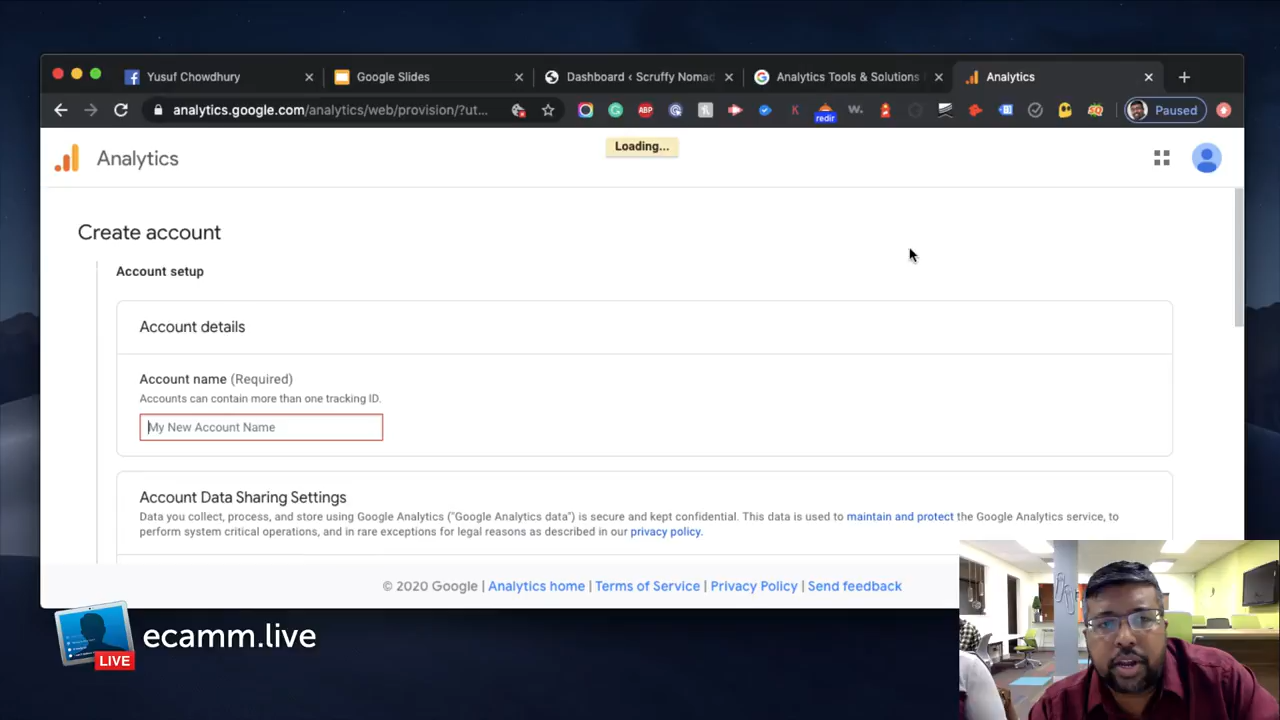 Yusuf Chowdhury
Google Slides
Dashboard ‹ Scruffy Nomad
Analytics Tools & Solutions
Analytics
analytics.google.com/analytics/web/provision/?ut...
ABP
redir
Paused
Analytics
Loading...
Create account
Account setup
Account details
Account name (Required)
Accounts can contain more than one tracking ID.
My New Account Name
Account Data Sharing Settings
Data you collect, process, and store using Google Analytics ("Google Analytics data") is secure and kept confidential. This data is used to maintain and protect the Google Analytics service, to
perform system critical operations, and in rare exceptions for legal reasons as described in our privacy policy.
© 2020 Google | Analytics home | Terms of Service | Privacy Policy | Send feedback
LIVE
ecamm.live